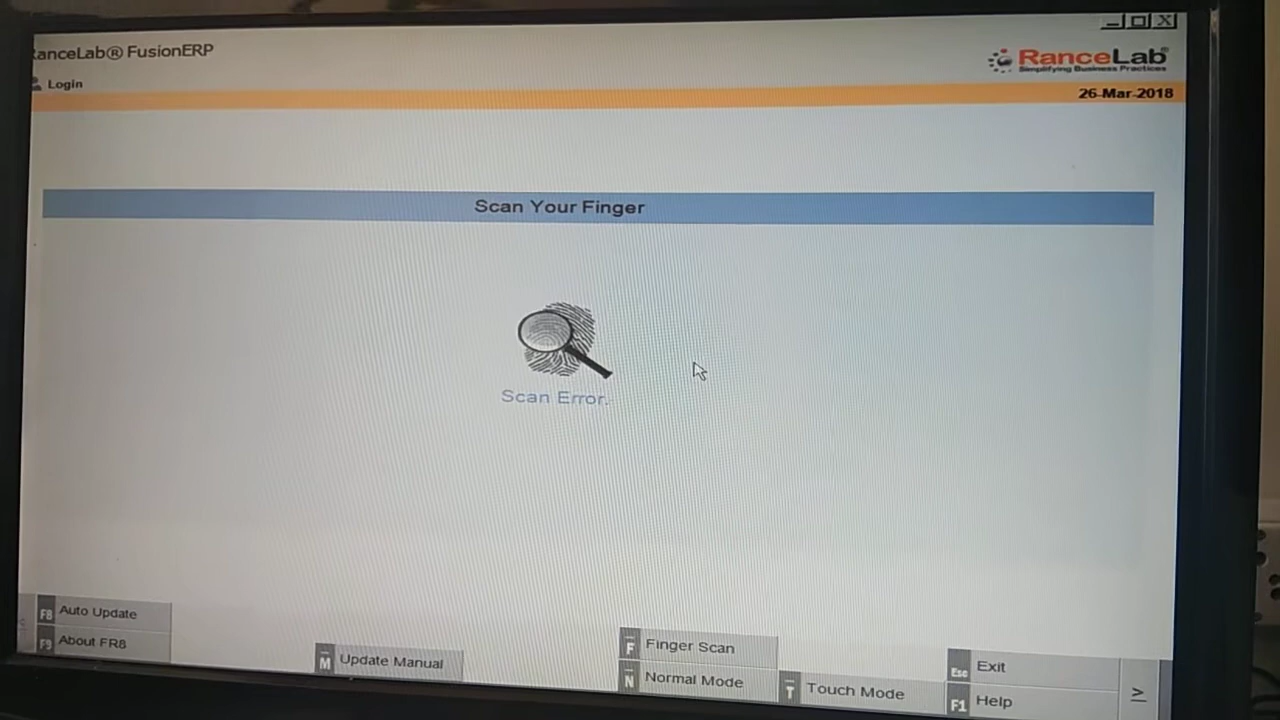 RanceLab® FusionERP
RanceLab®
Simplifying Business Practices
Login
26-Mar-2018
Scan Your Finger
Scan Error.
F8 Auto Update
F9 About FR8
M Update Manual
F Finger Scan
N Normal Mode
T Touch Mode
Esc Exit
F1 Help